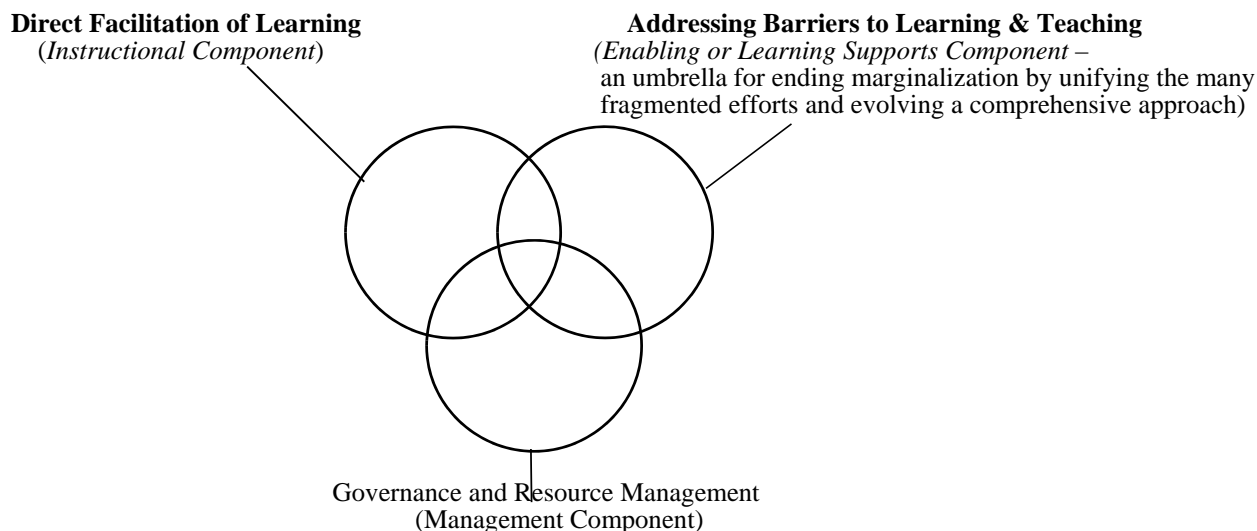 Direct Facilitation of Learning
(Instructional Component)
Addressing Barriers to Learning & Teaching
(Enabling or Learning Supports Component –
an umbrella for ending marginalization by unifying the many
fragmented efforts and evolving a comprehensive approach)
Governance and Resource Management
(Management Component)